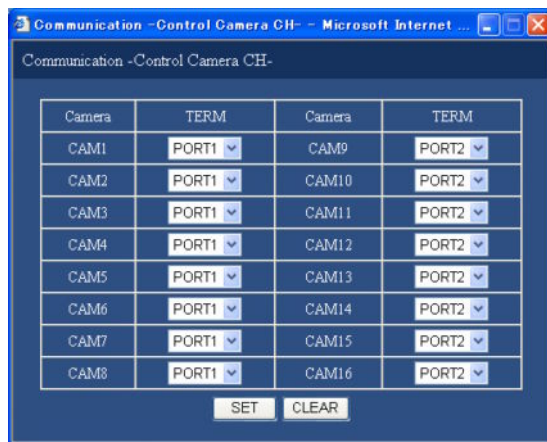 Communication -Control Camera CH- - Microsoft Internet ...
Communication -Control Camera CH-
Camera TERM Camera TERM
CAM1 PORT1 CAM9 PORT2
CAM2 PORT1 CAM10 PORT2
CAM3 PORT1 CAM11 PORT2
CAM4 PORT1 CAM12 PORT2
CAM5 PORT1 CAM13 PORT2
CAM6 PORT1 CAM14 PORT2
CAM7 PORT1 CAM15 PORT2
CAM8 PORT1 CAM16 PORT2
SET CLEAR